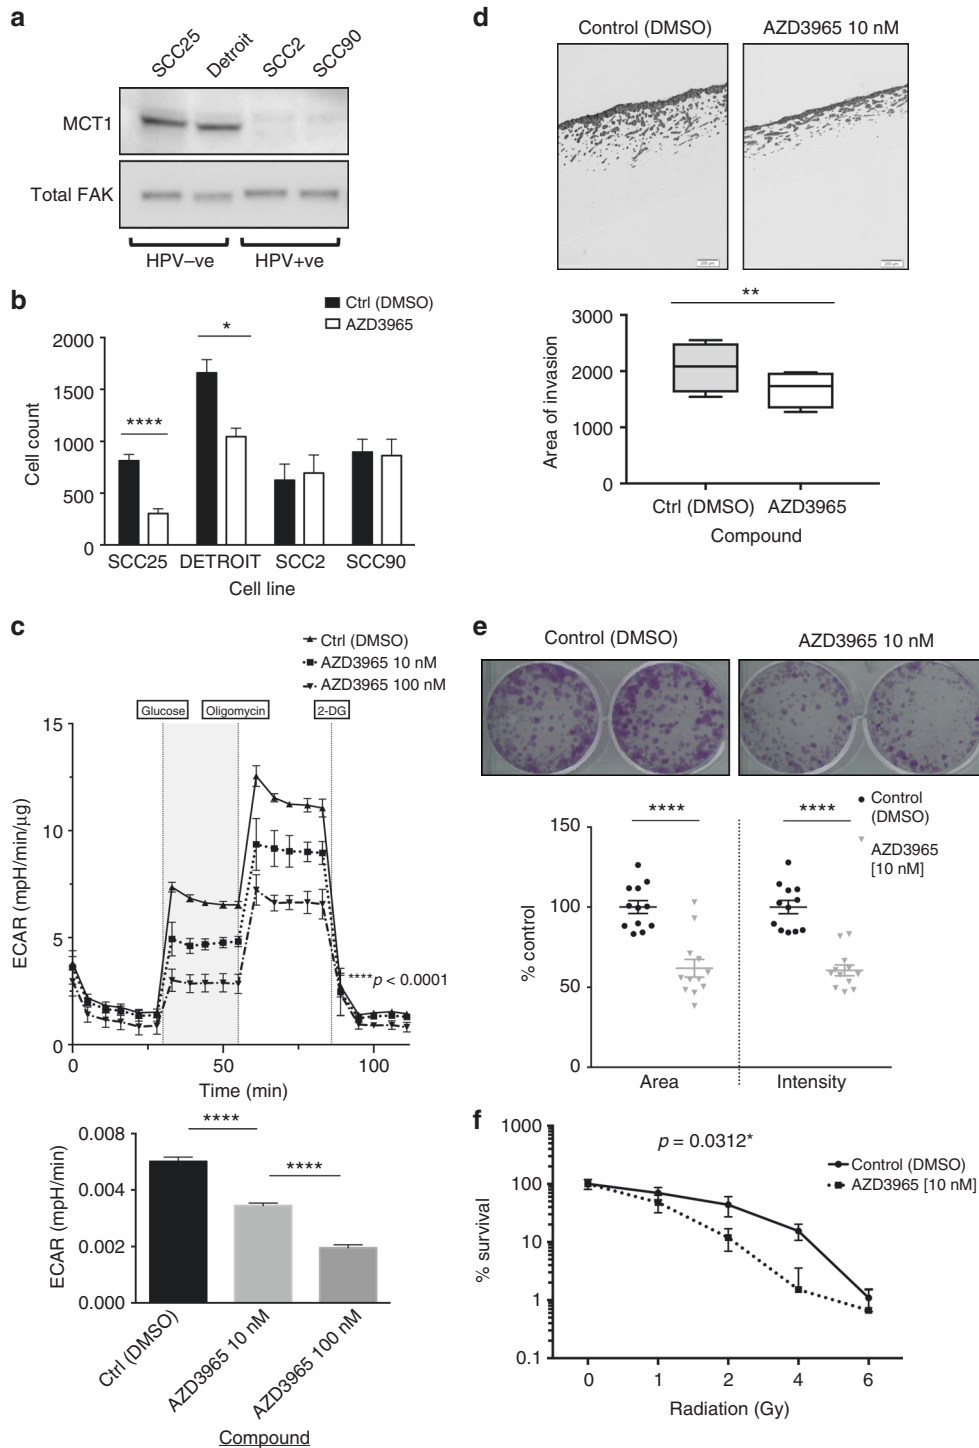 a
SCC25
Detroit
SCC2
SCC90
MCT1
Total FAK
HPV–ve
HPV+ve
b
Ctrl (DMSO)
AZD3965
2000
1500
1000
500
0
Cell count
****
*
SCC25
DETROIT
SCC2
SCC90
Cell line
c
Ctrl (DMSO)
AZD3965 10 nM
AZD3965 100 nM
Glucose
Oligomycin
2-DG
15
10
5
0
ECAR (mpH/min/µg)
****p < 0.0001
0
50
100
Time (min)
****
****
0.008
0.004
0.002
0.000
ECAR (mpH/min)
Ctrl (DMSO)
AZD3965 10 nM
AZD3965 100 nM
Compound
d
Control (DMSO)
AZD3965 10 nM
200 µm
200 µm
**
3000
2000
1000
0
Area of invasion
Ctrl (DMSO)
AZD3965
Compound
e
Control (DMSO)
AZD3965 10 nM
****
****
Control
(DMSO)
AZD3965
[10 nM]
150
100
50
0
% control
Area
Intensity
f
p = 0.0312*
Control (DMSO)
AZD3965 [10 nM]
1000
100
10
1
0.1
% survival
0
1
2
4
6
Radiation (Gy)